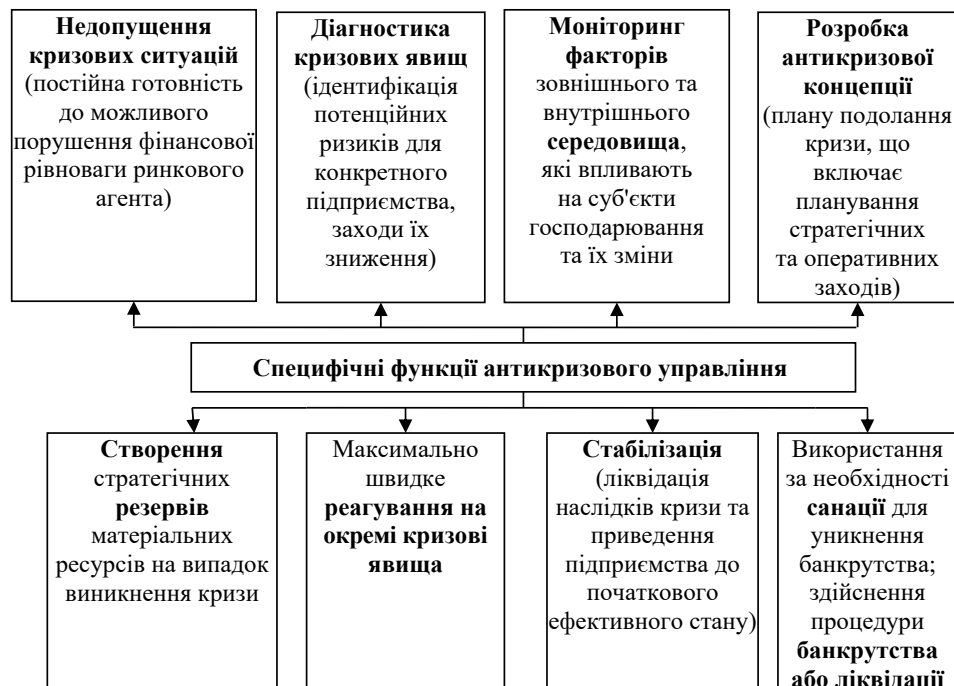 Недопущення
кризових ситуацій
(постійна готовність
до можливого
порушення фінансової
рівноваги ринкового
агента)
Діагностика
кризових явищ
(ідентифікація
потенційних
ризиків для
конкретного
підприємства,
заходи їх
зниження)
Моніторинг
факторів
зовнішнього та
внутрішнього
середовища,
які впливають
на суб'єкти
господарювання
та їх зміни
Розробка
антикризової
концепції
(плану подолання
кризи, що
включає
планування
стратегічних
та оперативних
заходів)
Специфічні функції антикризового управління
Створення
стратегічних
резервів
матеріальних
ресурсів на випадок
виникнення кризи
Максимально
швидке
реагування на
окремі кризові
явища
Стабілізація
(ліквідація
наслідків кризи та
приведення
підприємства до
початкового
ефективного стану)
Використання
за необхідності
санації для
уникнення
банкрутства;
здійснення
процедури
банкрутства
або ліквідації